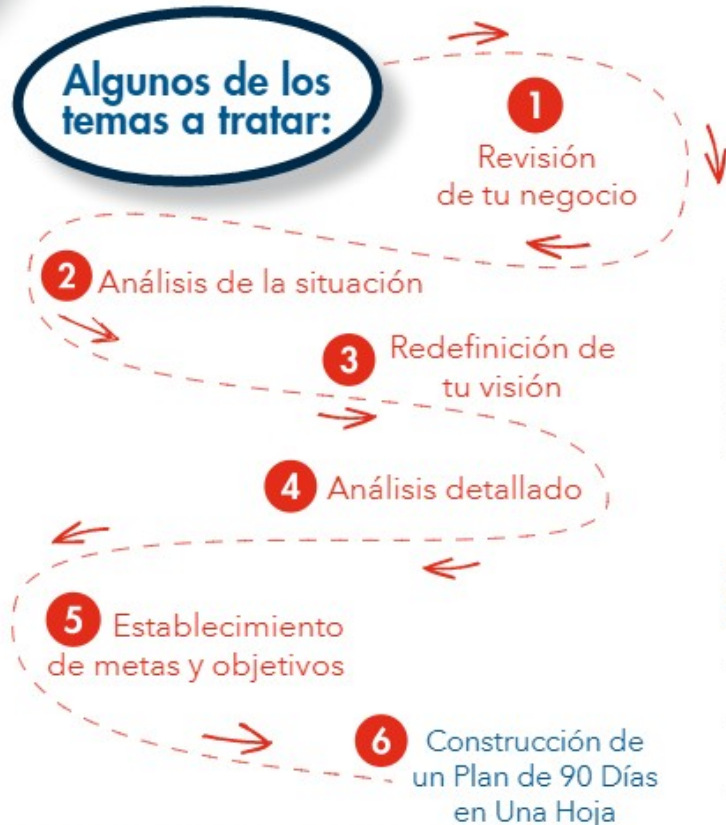 Algunos de los
temas a tratar:
1
Revisión
de tu negocio
2 Análisis de la situación
3 Redefinición de
tu visión
4 Análisis detallado
5 Establecimiento
de metas y objetivos
6 Construcción de
un Plan de 90 Días
en Una Hoja